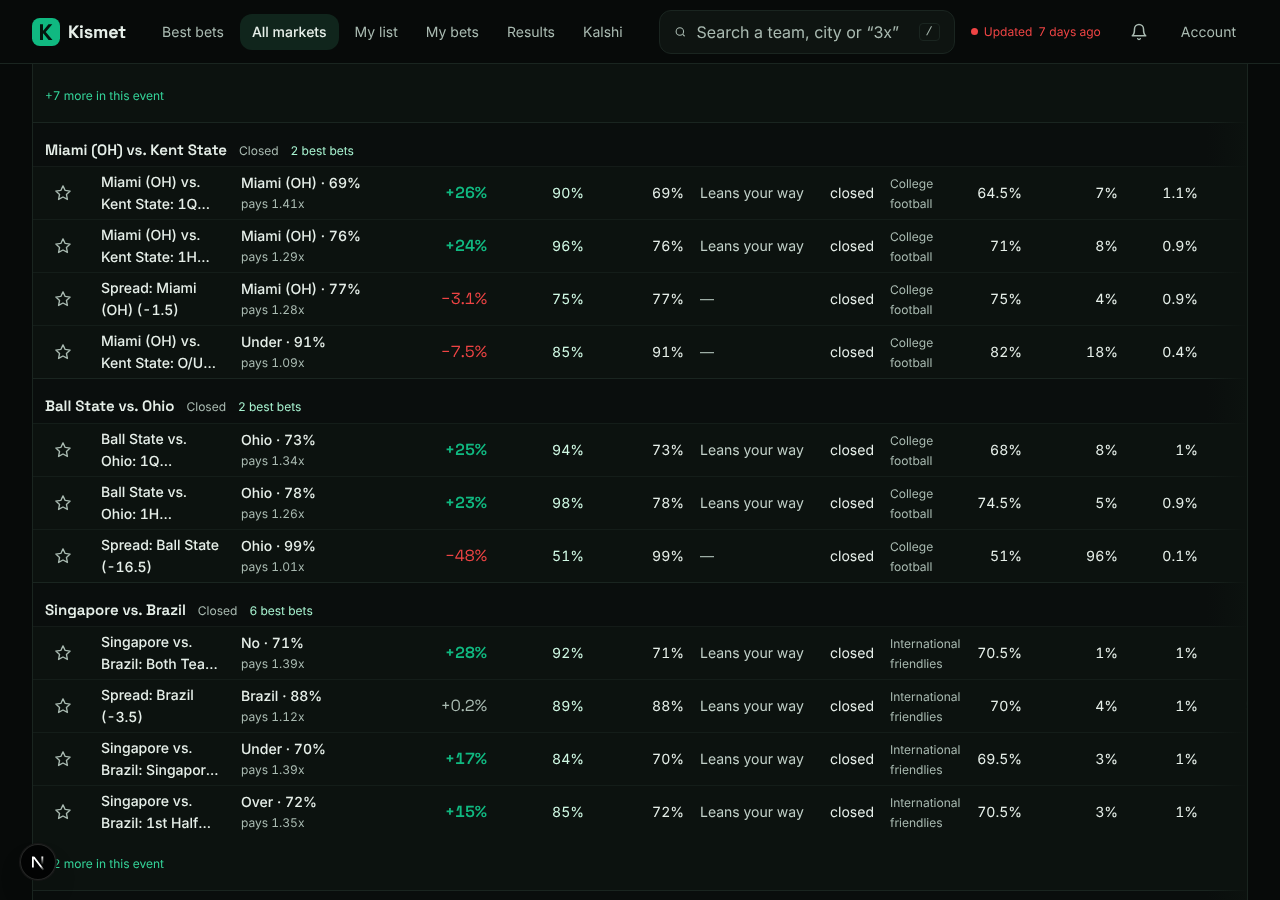 K Kismet Best bets All markets My list My bets Results Kalshi Search a team, city or “3x” / Updated 7 days ago Account
+7 more in this event
Miami (OH) vs. Kent State Closed 2 best bets
Miami (OH) vs. Kent State: 1Q... Miami (OH) · 69% pays 1.41x +26% 90% 69% Leans your way closed College football 64.5% 7% 1.1%
Miami (OH) vs. Kent State: 1H... Miami (OH) · 76% pays 1.29x +24% 96% 76% Leans your way closed College football 71% 8% 0.9%
Spread: Miami (OH) (-1.5) Miami (OH) · 77% pays 1.28x −3.1% 75% 77% — closed College football 75% 4% 0.9%
Miami (OH) vs. Kent State: O/U... Under · 91% pays 1.09x −7.5% 85% 91% — closed College football 82% 18% 0.4%
Ball State vs. Ohio Closed 2 best bets
Ball State vs. Ohio: 1Q... Ohio · 73% pays 1.34x +25% 94% 73% Leans your way closed College football 68% 8% 1%
Ball State vs. Ohio: 1H... Ohio · 78% pays 1.26x +23% 98% 78% Leans your way closed College football 74.5% 5% 0.9%
Spread: Ball State (-16.5) Ohio · 99% pays 1.01x −48% 51% 99% — closed College football 51% 96% 0.1%
Singapore vs. Brazil Closed 6 best bets
Singapore vs. Brazil: Both Tea... No · 71% pays 1.39x +28% 92% 71% Leans your way closed International friendlies 70.5% 1% 1%
Spread: Brazil (-3.5) Brazil · 88% pays 1.12x +0.2% 89% 88% Leans your way closed International friendlies 70% 4% 1%
Singapore vs. Brazil: Singapor... Under · 70% pays 1.39x +17% 84% 70% Leans your way closed International friendlies 69.5% 3% 1%
Singapore vs. Brazil: 1st Half... Over · 72% pays 1.35x +15% 85% 72% Leans your way closed International friendlies 70.5% 3% 1%
N 2 more in this event